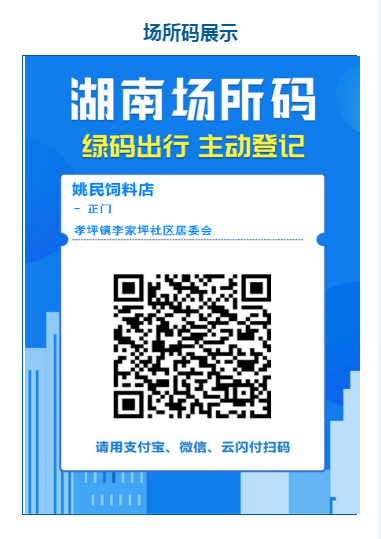 场所码展示
湖南场所码
绿码出行 主动登记
姚民饲料店
- 正门
孝坪镇李家坪社区居委会
请用支付宝、微信、云闪付扫码